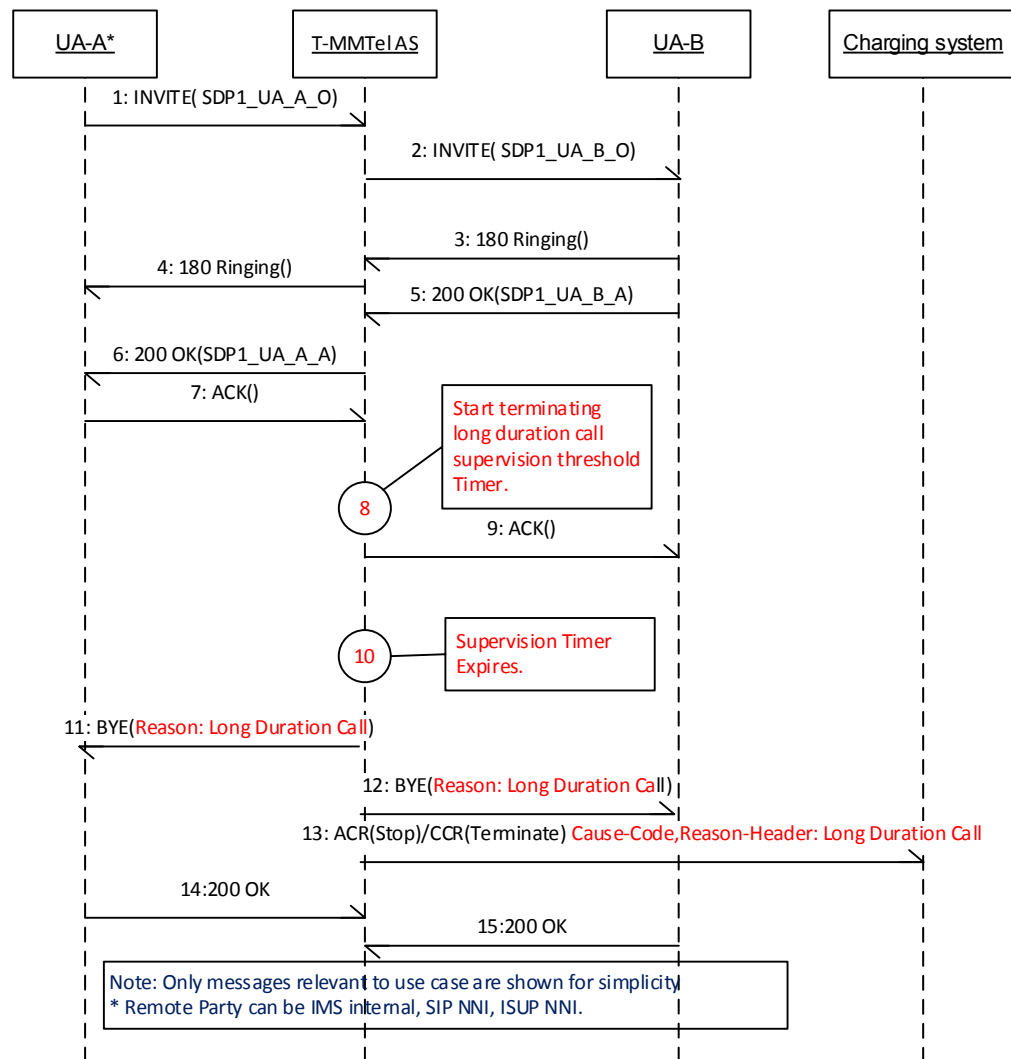 UA-A*
T-MMTel AS
UA-B
Charging system
1: INVITE( SDP1_UA_A_O)
2: INVITE( SDP1_UA_B_O)
3: 180 Ringing()
4: 180 Ringing()
5: 200 OK(SDP1_UA_B_A)
6: 200 OK(SDP1_UA_A_A)
7: ACK()
Start terminating
long duration call
supervision threshold
Timer.
8
9: ACK()
10
Supervision Timer
Expires.
11: BYE(Reason: Long Duration Call)
12: BYE(Reason: Long Duration Call)
13: ACR(Stop)/CCR(Terminate) Cause-Code,Reason-Header: Long Duration Call
14:200 OK
15:200 OK
Note: Only messages relevant to use case are shown for simplicity
* Remote Party can be IMS internal, SIP NNI, ISUP NNI.